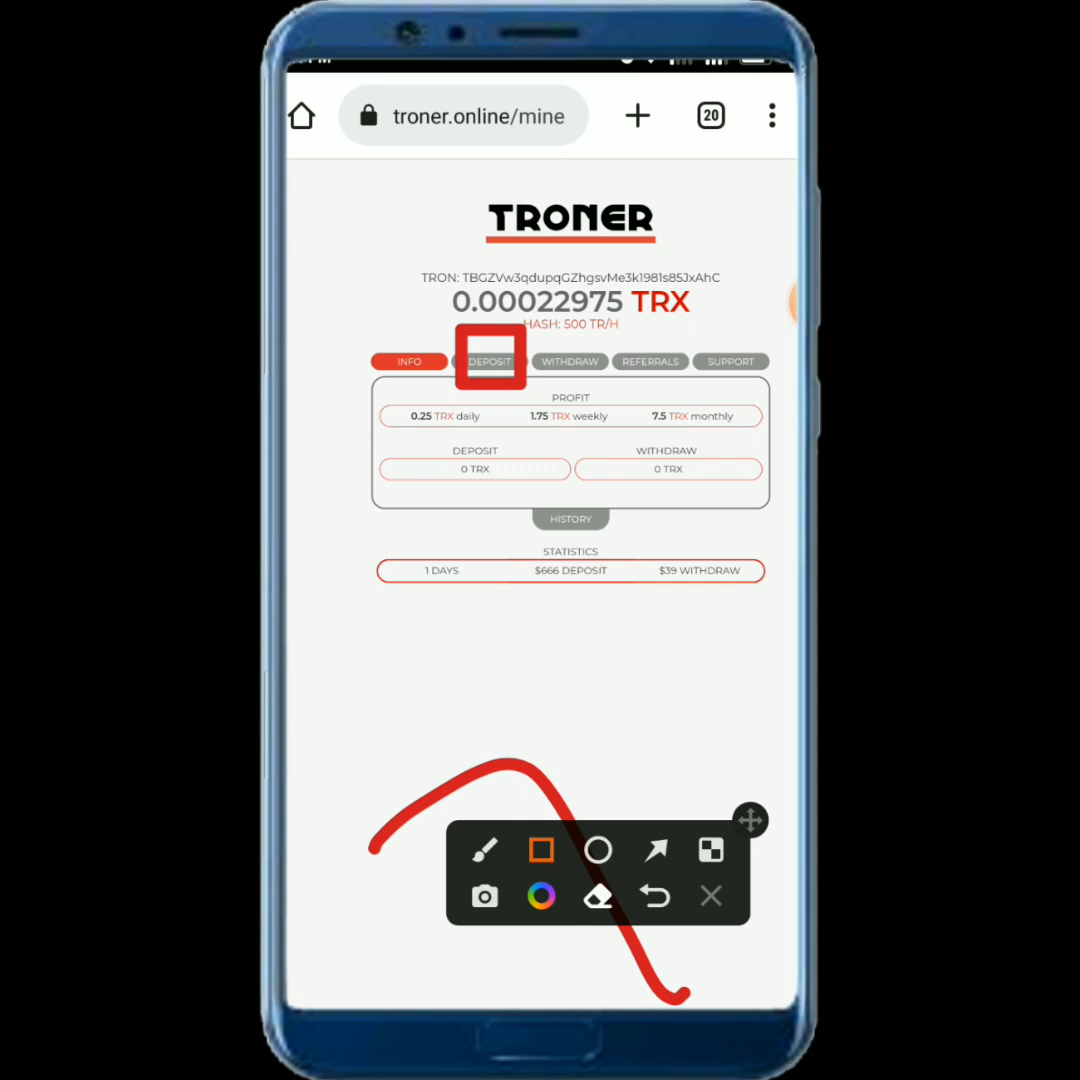 troner.online/mine
20
TRONER
TRON: TBGZVw3qdupqGZhgsvMe3k1981s85JxAhC
0.00022975 TRX
HASH: 500 TR/H
INFO DEPOSIT WITHDRAW REFERRALS SUPPORT
PROFIT
0.25 TRX daily 1.75 TRX weekly 7.5 TRX monthly
DEPOSIT WITHDRAW
0 TRX 0 TRX
HISTORY
STATISTICS
1 DAYS $666 DEPOSIT $39 WITHDRAW